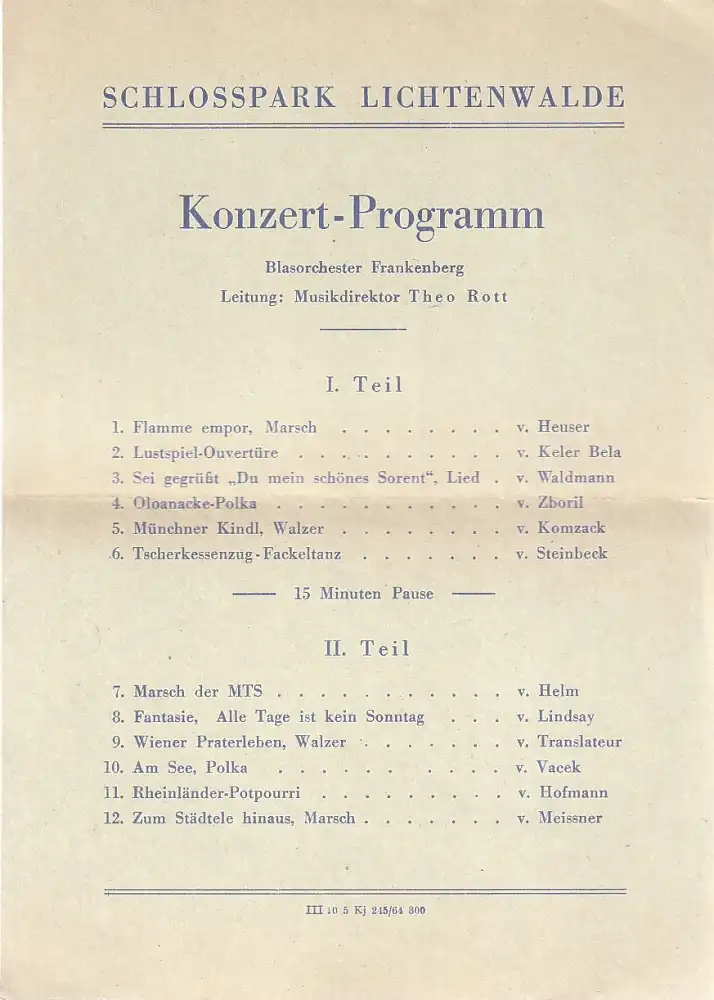 SCHLOSSPARK LICHTENWALDE
Konzert-Programm
Blasorchester Frankenberg
Leitung: Musikdirektor Theo Rott
I. Teil
1. Flamme empor, Marsch . . . . . . . . v. Heuser
2. Lustspiel-Ouvertüre . . . . . . . . . . v. Keler Bela
3. Sei gegrüßt „Du mein schönes Sorent“, Lied . v. Waldmann
4. Oloanacke-Polka . . . . . . . . . . . v. Zboril
5. Münchner Kindl, Walzer . . . . . . . . v. Komzack
6. Tscherkessenzug-Fackeltanz . . . . . . . v. Steinbeck
15 Minuten Pause
II. Teil
7. Marsch der MTS . . . . . . . . . . . v. Helm
8. Fantasie, Alle Tage ist kein Sonntag . . . v. Lindsay
9. Wiener Praterleben, Walzer . . . . . . . v. Translateur
10. Am See, Polka . . . . . . . . . . v. Vacek
11. Rheinländer-Potpourri . . . . . . . . . v. Hofmann
12. Zum Städtele hinaus, Marsch . . . . . . . v. Meissner
III 10 5 Kj 245/64 300